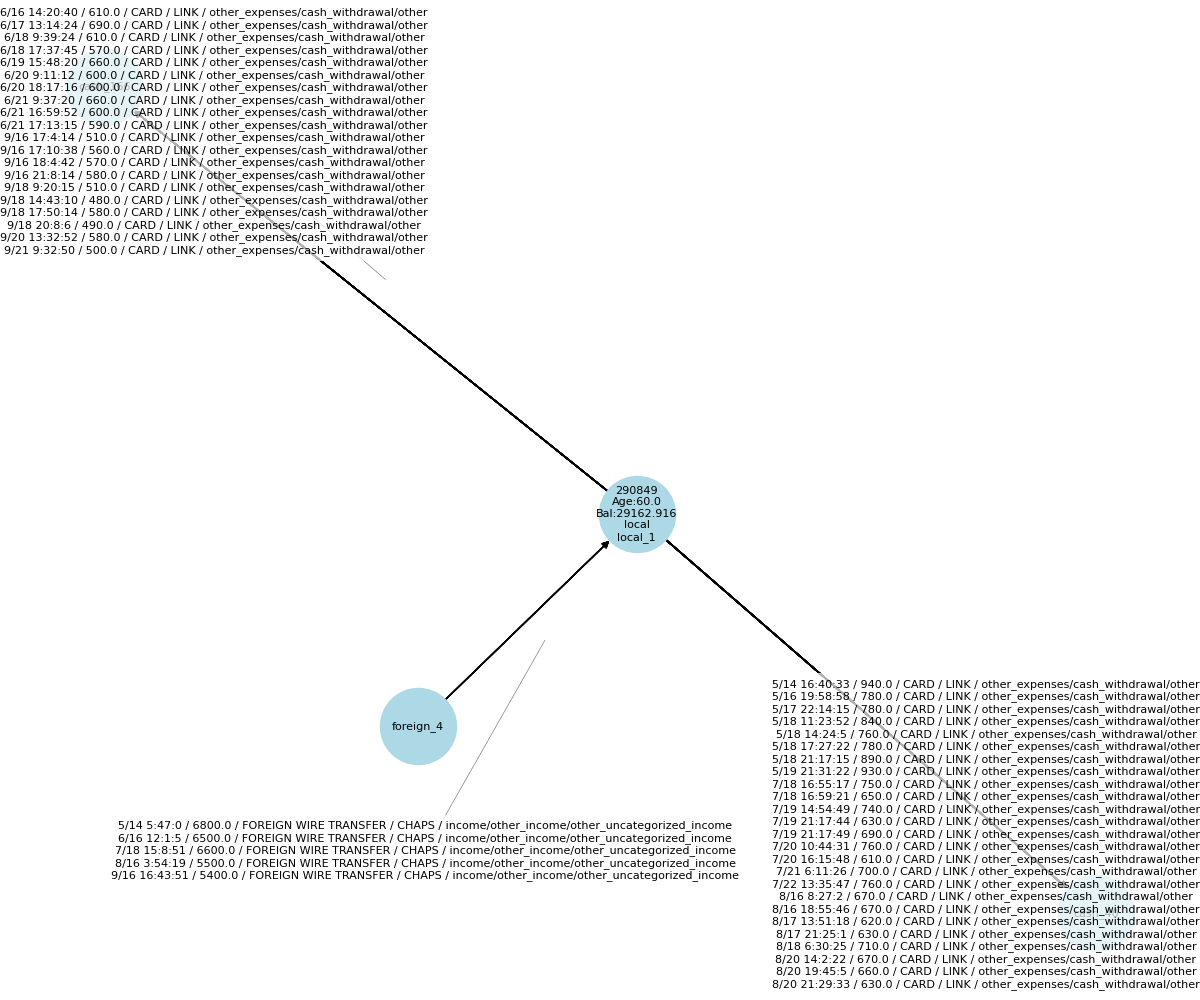 6/16 14:20:40 / 610.0 / CARD / LINK / other_expenses/cash_withdrawal/other
6/17 13:14:24 / 690.0 / CARD / LINK / other_expenses/cash_withdrawal/other
6/18 9:39:24 / 610.0 / CARD / LINK / other_expenses/cash_withdrawal/other
6/18 17:37:45 / 570.0 / CARD / LINK / other_expenses/cash_withdrawal/other
6/19 15:48:20 / 660.0 / CARD / LINK / other_expenses/cash_withdrawal/other
6/20 9:11:12 / 600.0 / CARD / LINK / other_expenses/cash_withdrawal/other
6/20 18:17:16 / 600.0 / CARD / LINK / other_expenses/cash_withdrawal/other
6/21 9:37:20 / 660.0 / CARD / LINK / other_expenses/cash_withdrawal/other
6/21 16:59:52 / 600.0 / CARD / LINK / other_expenses/cash_withdrawal/other
6/21 17:13:15 / 590.0 / CARD / LINK / other_expenses/cash_withdrawal/other
9/16 17:4:14 / 510.0 / CARD / LINK / other_expenses/cash_withdrawal/other
9/16 17:10:38 / 560.0 / CARD / LINK / other_expenses/cash_withdrawal/other
9/16 18:4:42 / 570.0 / CARD / LINK / other_expenses/cash_withdrawal/other
9/16 21:8:14 / 580.0 / CARD / LINK / other_expenses/cash_withdrawal/other
9/18 9:20:15 / 510.0 / CARD / LINK / other_expenses/cash_withdrawal/other
9/18 14:43:10 / 480.0 / CARD / LINK / other_expenses/cash_withdrawal/other
9/18 17:50:14 / 580.0 / CARD / LINK / other_expenses/cash_withdrawal/other
9/18 20:8:6 / 490.0 / CARD / LINK / other_expenses/cash_withdrawal/other
9/20 13:32:52 / 580.0 / CARD / LINK / other_expenses/cash_withdrawal/other
9/21 9:32:50 / 500.0 / CARD / LINK / other_expenses/cash_withdrawal/other
290849
Age:60.0
Bal:29162.916
local
local_1
foreign_4
5/14 5:47:0 / 6800.0 / FOREIGN WIRE TRANSFER / CHAPS / income/other_income/other_uncategorized_income
6/16 12:1:5 / 6500.0 / FOREIGN WIRE TRANSFER / CHAPS / income/other_income/other_uncategorized_income
7/18 15:8:51 / 6600.0 / FOREIGN WIRE TRANSFER / CHAPS / income/other_income/other_uncategorized_income
8/16 3:54:19 / 5500.0 / FOREIGN WIRE TRANSFER / CHAPS / income/other_income/other_uncategorized_income
9/16 16:43:51 / 5400.0 / FOREIGN WIRE TRANSFER / CHAPS / income/other_income/other_uncategorized_income
5/14 16:40:33 / 940.0 / CARD / LINK / other_expenses/cash_withdrawal/other
5/16 19:58:58 / 780.0 / CARD / LINK / other_expenses/cash_withdrawal/other
5/17 22:14:15 / 780.0 / CARD / LINK / other_expenses/cash_withdrawal/other
5/18 11:23:52 / 840.0 / CARD / LINK / other_expenses/cash_withdrawal/other
5/18 14:24:5 / 760.0 / CARD / LINK / other_expenses/cash_withdrawal/other
5/18 17:27:22 / 780.0 / CARD / LINK / other_expenses/cash_withdrawal/other
5/18 21:17:15 / 890.0 / CARD / LINK / other_expenses/cash_withdrawal/other
5/19 21:31:22 / 930.0 / CARD / LINK / other_expenses/cash_withdrawal/other
7/18 16:55:17 / 750.0 / CARD / LINK / other_expenses/cash_withdrawal/other
7/18 16:59:21 / 650.0 / CARD / LINK / other_expenses/cash_withdrawal/other
7/19 14:54:49 / 740.0 / CARD / LINK / other_expenses/cash_withdrawal/other
7/19 21:17:44 / 630.0 / CARD / LINK / other_expenses/cash_withdrawal/other
7/19 21:17:49 / 690.0 / CARD / LINK / other_expenses/cash_withdrawal/other
7/20 10:44:31 / 760.0 / CARD / LINK / other_expenses/cash_withdrawal/other
7/20 16:15:48 / 610.0 / CARD / LINK / other_expenses/cash_withdrawal/other
7/21 6:11:26 / 700.0 / CARD / LINK / other_expenses/cash_withdrawal/other
7/22 13:35:47 / 760.0 / CARD / LINK / other_expenses/cash_withdrawal/other
8/16 8:27:2 / 670.0 / CARD / LINK / other_expenses/cash_withdrawal/other
8/16 18:55:46 / 670.0 / CARD / LINK / other_expenses/cash_withdrawal/other
8/17 13:51:18 / 620.0 / CARD / LINK / other_expenses/cash_withdrawal/other
8/17 21:25:1 / 630.0 / CARD / LINK / other_expenses/cash_withdrawal/other
8/18 6:30:25 / 710.0 / CARD / LINK / other_expenses/cash_withdrawal/other
8/20 14:2:22 / 670.0 / CARD / LINK / other_expenses/cash_withdrawal/other
8/20 19:45:5 / 660.0 / CARD / LINK / other_expenses/cash_withdrawal/other
8/20 21:29:33 / 630.0 / CARD / LINK / other_expenses/cash_withdrawal/other